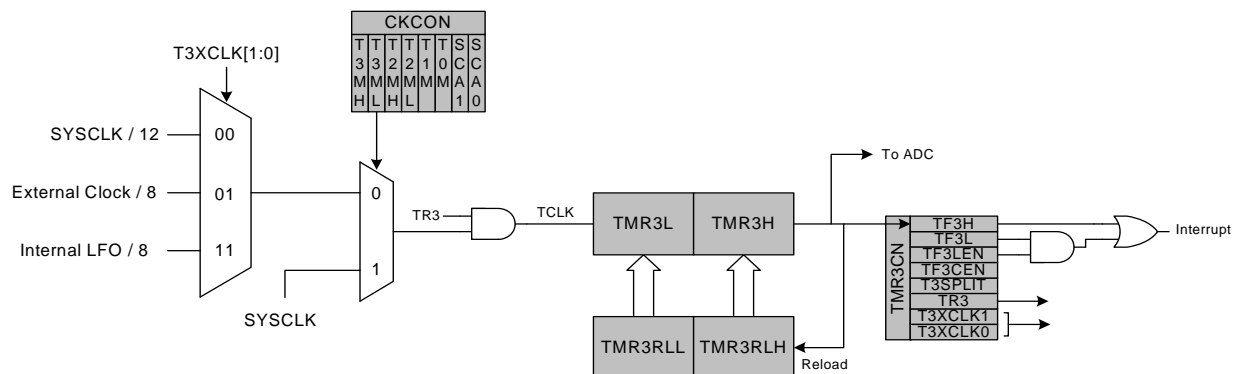 CKCON
T3MH T3ML T2MH T2ML T1M T0M SCA1 SCA0
T3XCLK[1:0]
SYSCLK / 12
00
External Clock / 8
01
Internal LFO / 8
11
0
1
SYSCLK
TR3
TCLK
TMR3L TMR3H
To ADC
TMR3RLL TMR3RLH
Reload
TMR3CN
TF3H
TF3L
TF3LEN
TF3CEN
T3SPLIT
TR3
T3XCLK1
T3XCLK0
Interrupt